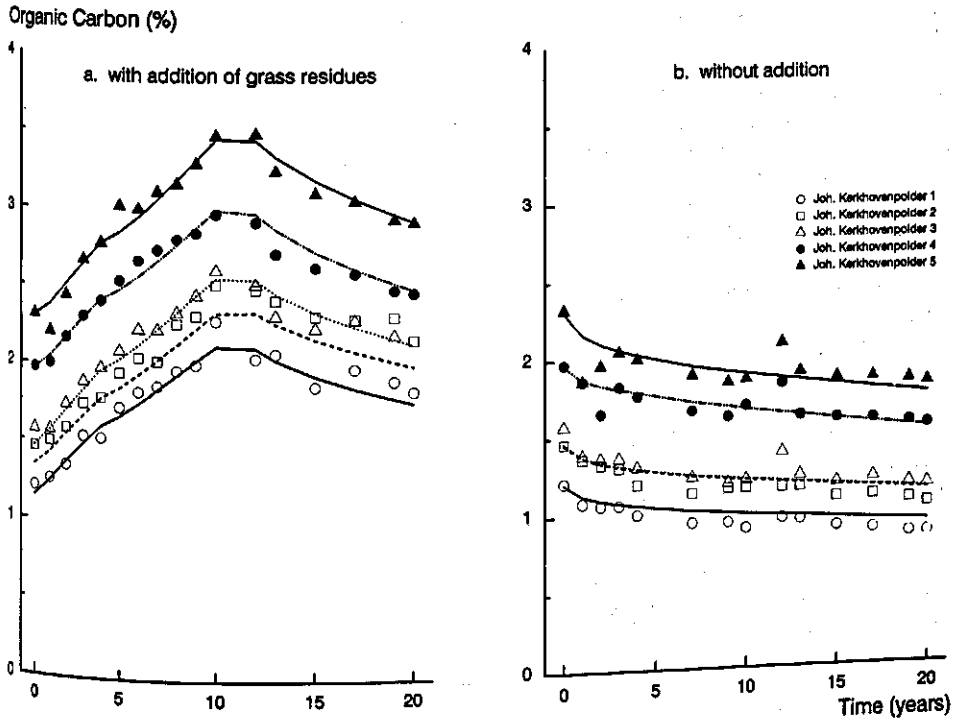 Organic Carbon (%)
4
3
2
1
0
a. with addition of grass residues
0 5 10 15 20
4
3
2
1
0
b. without addition
Joh. Kerkhovenpolder 1
Joh. Kerkhovenpolder 2
Joh. Kerkhovenpolder 3
Joh. Kerkhovenpolder 4
Joh. Kerkhovenpolder 5
0 5 10 15 20
Time (years)